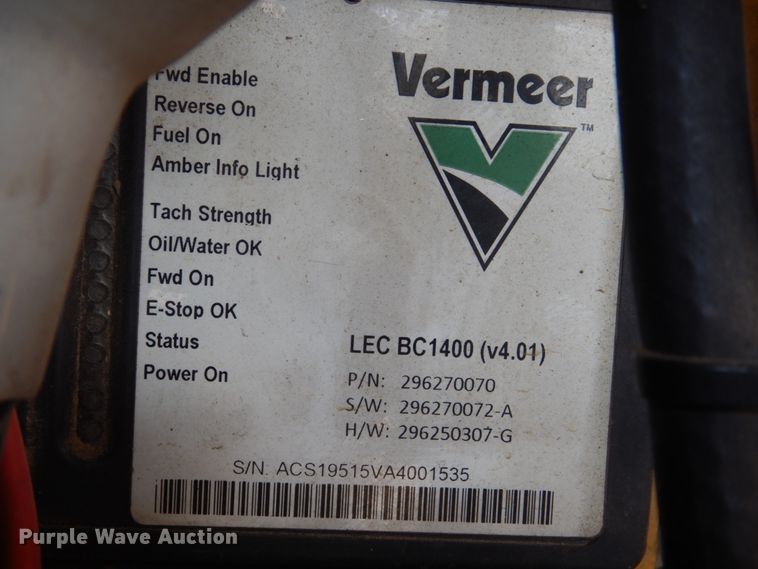 Fwd Enable
Reverse On
Fuel On
Amber Info Light
Tach Strength
Oil/Water OK
Fwd On
E-Stop OK
Status
Power On
Vermeer
TM
LEC BC1400 (v4.01)
P/N: 296270070
S/W: 296270072-A
H/W: 296250307-G
S/N: ACS19515VA4001535
Purple Wave Auction